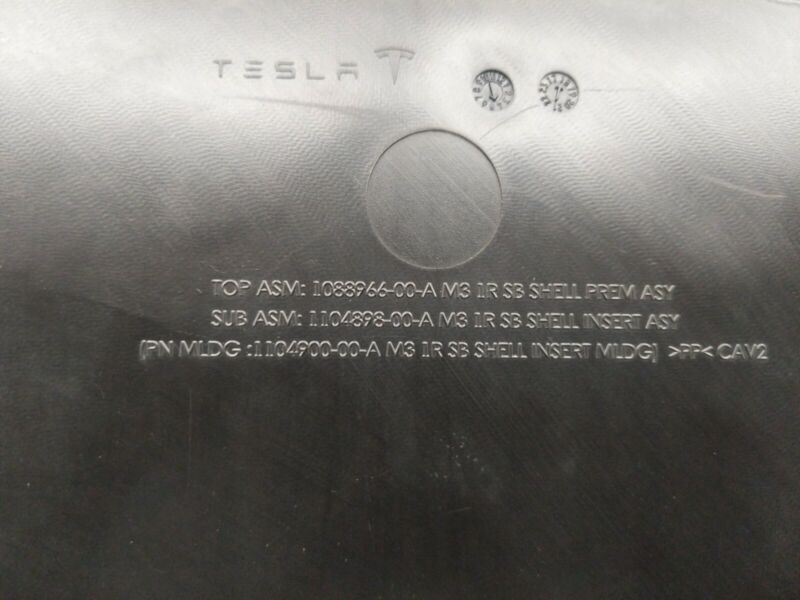 TESLA
TOP ASM: 1088966-00-A M3 1R SB SHELL PREM ASY
SUB ASM: 1104898-00-A M3 1R SB SHELL INSERT ASY
(PN MLDG :1104900-00-A M3 1R SB SHELL INSERT MLDG) >PP< CAV2